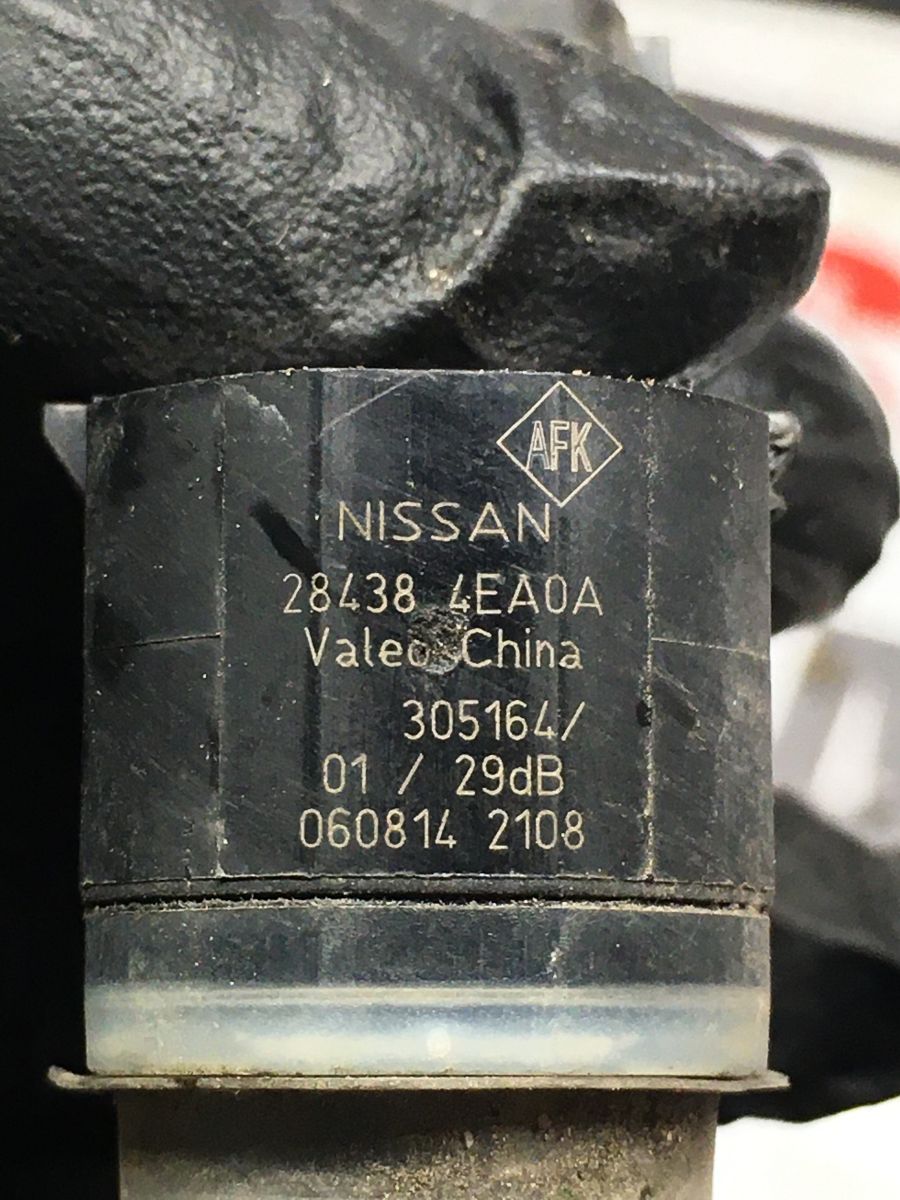 AFK
NISSAN
28438 4EA0A
Valeo China
305164/
01 / 29dB
060814 2108